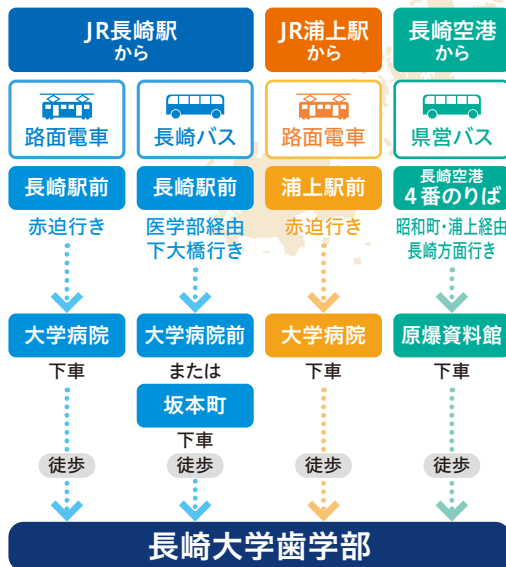 JR長崎駅
から
路面電車
長崎駅前
赤迫行き
大学病院
下車
徒歩
長崎バス
長崎駅前
医学部経由
下大橋行き
大学病院前
または
坂本町
下車
徒歩
JR浦上駅
から
路面電車
浦上駅前
赤迫行き
大学病院
下車
徒歩
長崎空港
から
県営バス
長崎空港
4番のりば
昭和町・浦上経由
長崎方面行き
原爆資料館
下車
徒歩
長崎大学歯学部